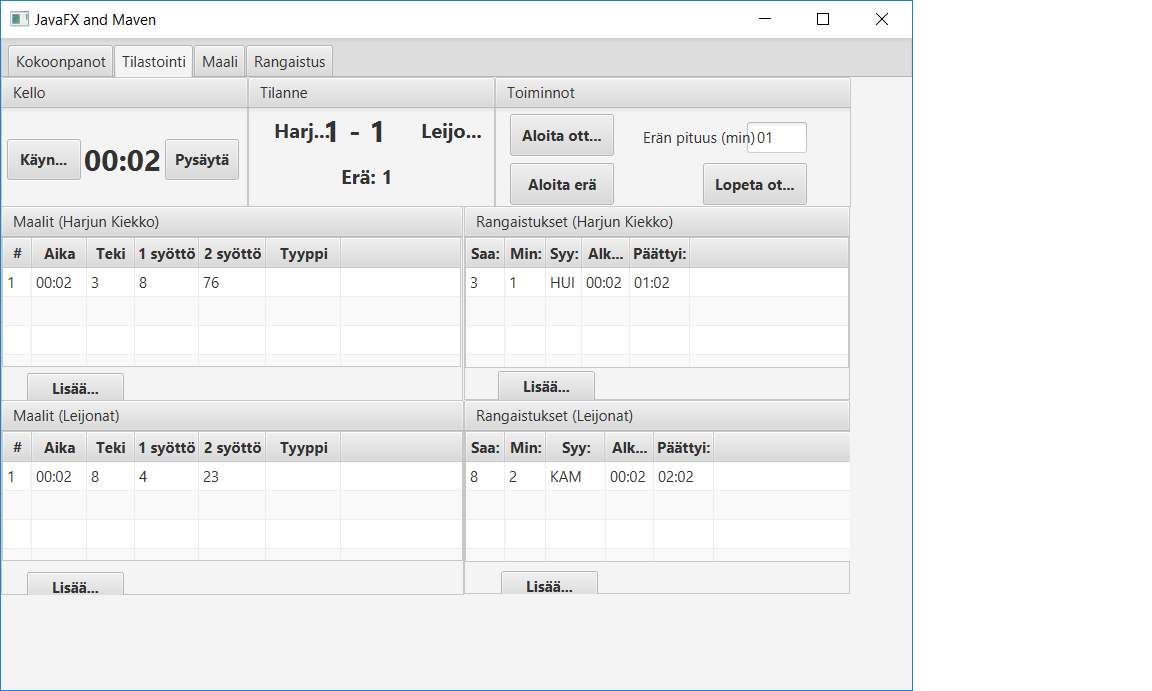 JavaFX and Maven
Kokoonpanot Tilastointi Maali Rangaistus
Kello Tilanne Toiminnot
Käyn... 00:02 Pysäytä
Harj... 1 - 1 Leijo...
Erä: 1
Aloita ott... Erän pituus (min) 01
Aloita erä Lopeta ot...
Maalit (Harjun Kiekko)
# Aika Teki 1 syöttö 2 syöttö Tyyppi
1 00:02 3 8 76
Lisää...
Rangaistukset (Harjun Kiekko)
Saa: Min: Syy: Alk... Päättyi:
3 1 HUI 00:02 01:02
Lisää...
Maalit (Leijonat)
# Aika Teki 1 syöttö 2 syöttö Tyyppi
1 00:02 8 4 23
Lisää...
Rangaistukset (Leijonat)
Saa: Min: Syy: Alk... Päättyi:
8 2 KAM 00:02 02:02
Lisää...